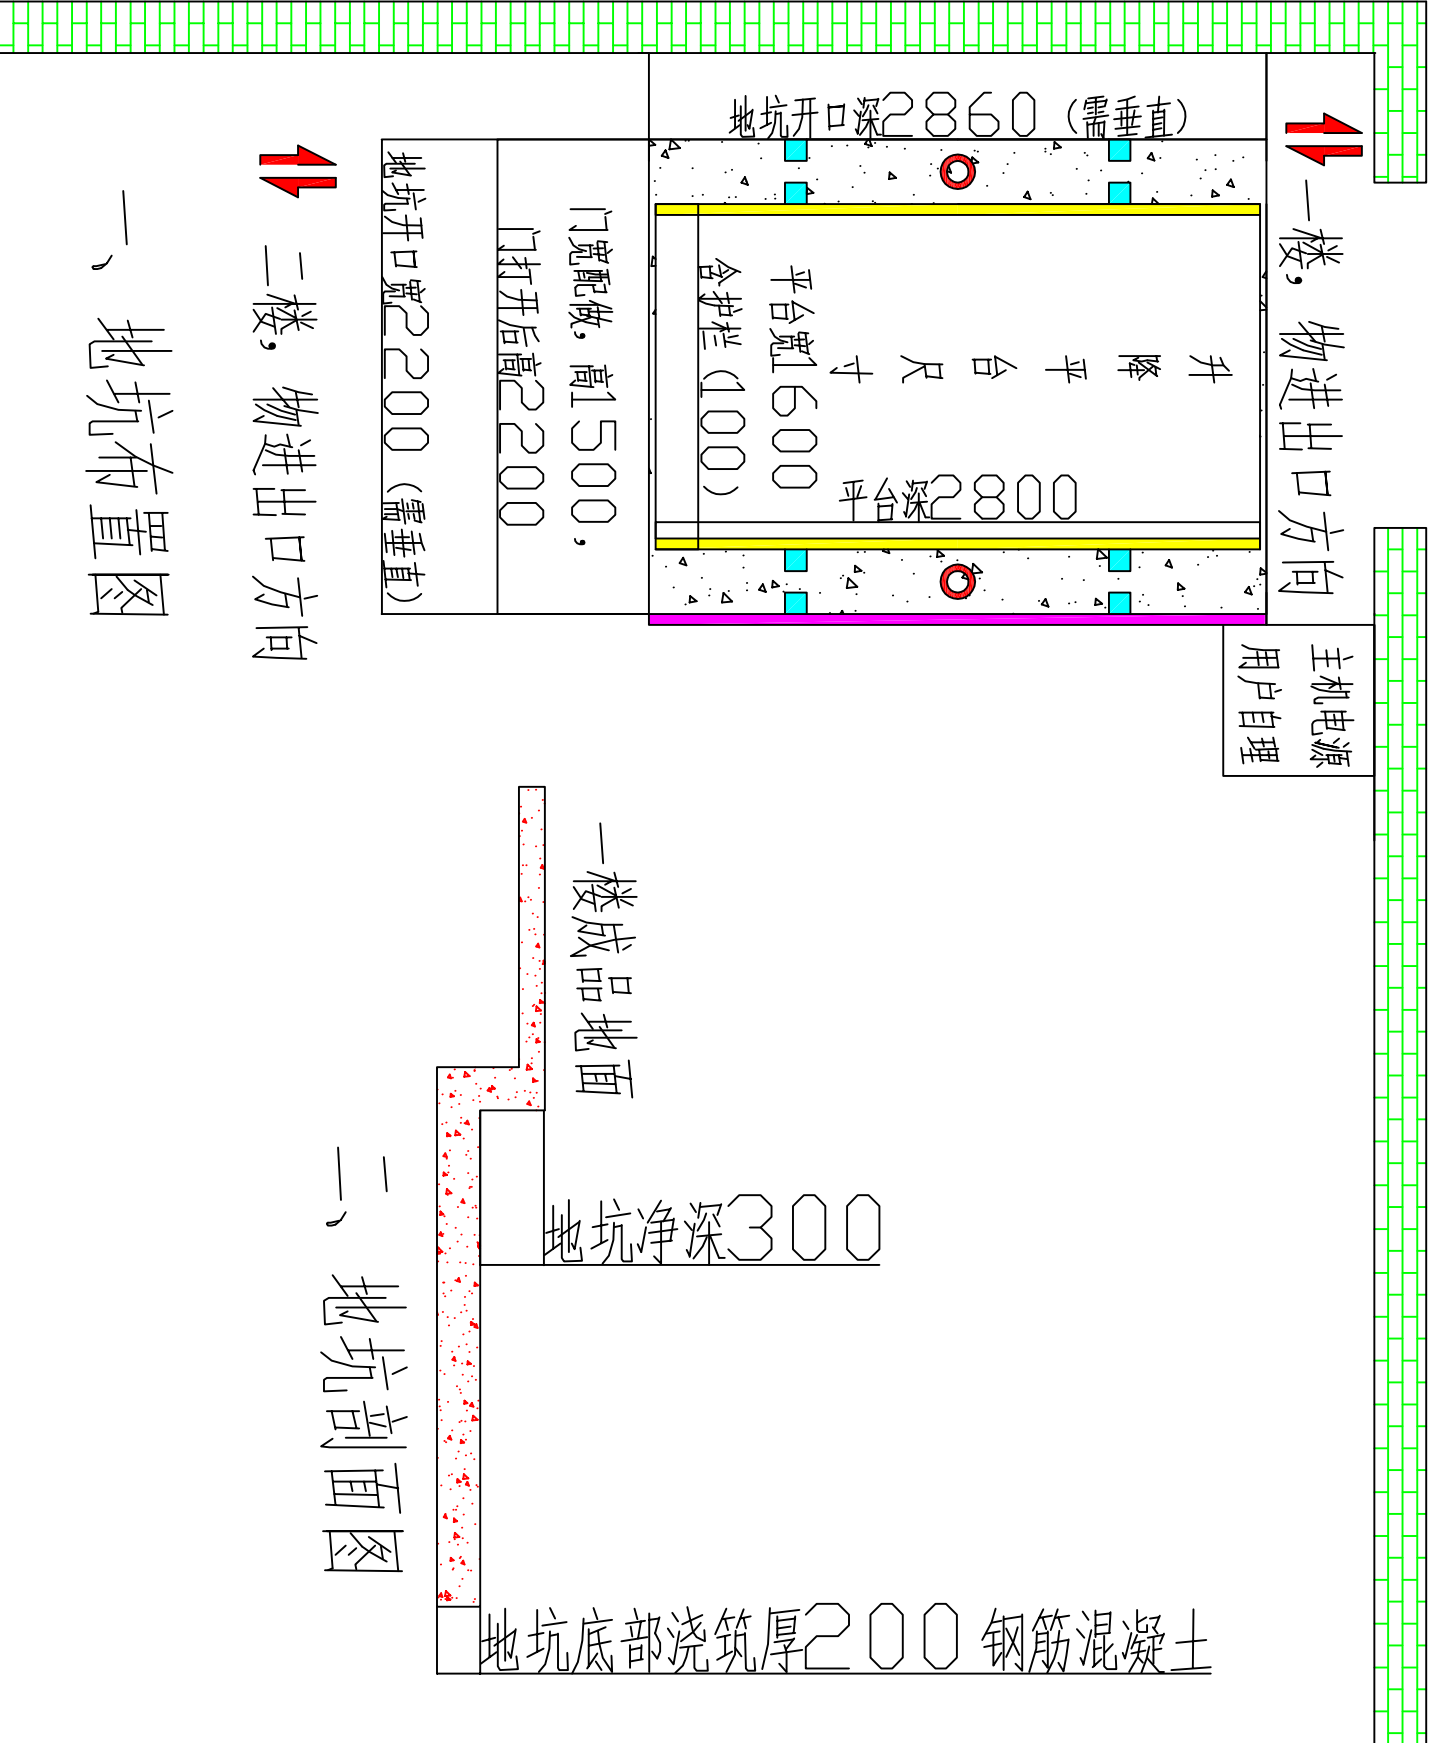 地坑开口深2860（需垂直）
一楼，物进出口方向
升降平台尺寸
平台宽1600
含护栏（100）
平台深2800
门宽配做，高1500，
门打开后高2200
地坑开口宽2200（需垂直）
二楼，物进出口方向
一、地坑布置图
主机电源
用户自理
一楼成品地面
地坑净深300
二、地坑剖面图
地坑底部浇筑厚200 钢筋混凝土